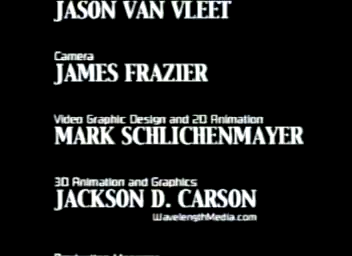 JASON VAN VLEET
Camera
JAMES FRAZIER
Video Graphic Design and 2D Animation
MARK SCHLICHENMAYER
3D Animation and Graphics
JACKSON D. CARSON
WavelengthMedia.com